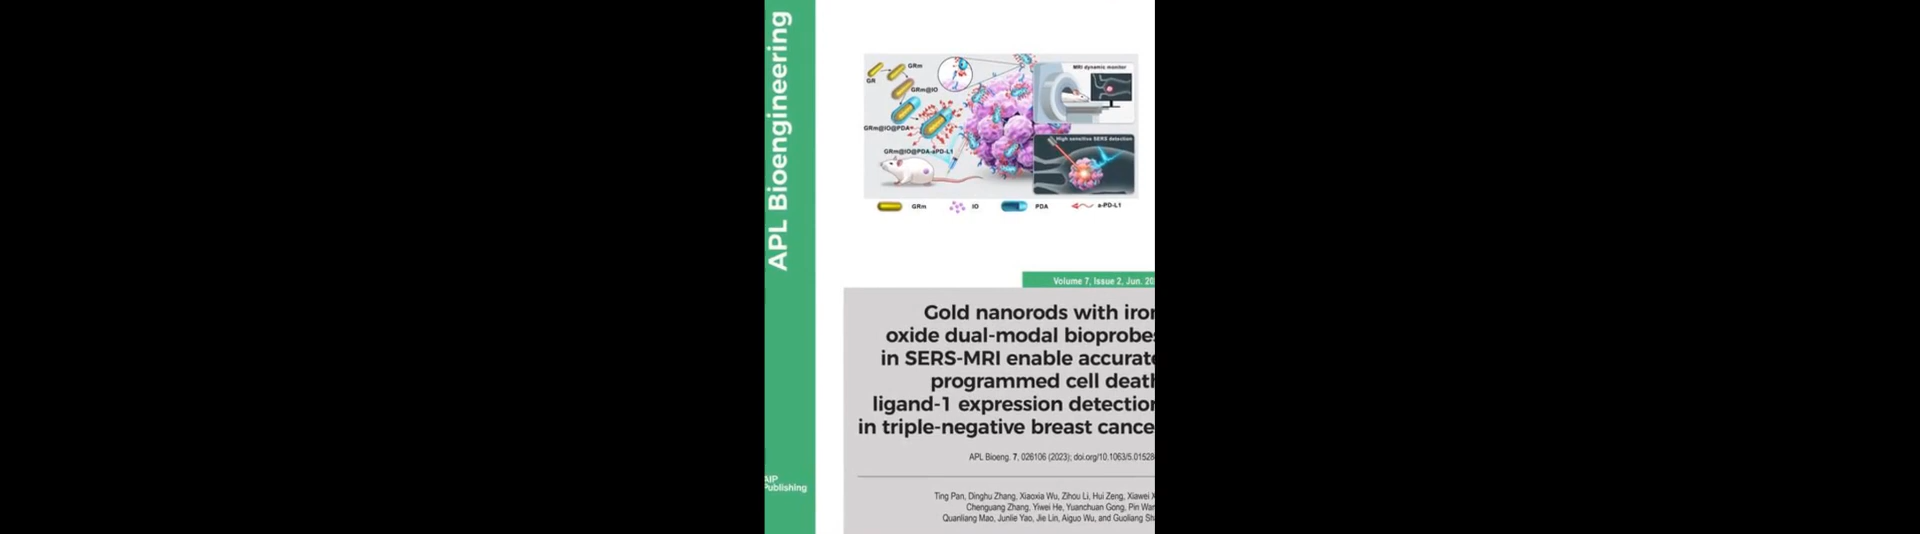 APL Bioengineering
MRI dynamic monitor
GRm
GR
GRm@IO
GRm@IO@PDA
High sensitive SERS detection
GRm@IO@PDA-aPD-L1
GRm
IO
PDA
a-PD-L1
Volume 7, Issue 2, Jun. 20
Gold nanorods with iron
oxide dual-modal bioprobes
in SERS-MRI enable accurate
programmed cell death
ligand-1 expression detection
in triple-negative breast cance
APL Bioeng. 7, 026106 (2023); doi.org/10.1063/5.01528
AIP
Publishing
Ting Pan, Dinghu Zhang, Xiaoxia Wu, Zihou Li, Hui Zeng, Xiawei X
Chenguang Zhang, Yiwei He, Yuanchuan Gong, Pin Wan
Quanliang Mao, Junlie Yao, Jie Lin, Aiguo Wu, and Guoliang Sh